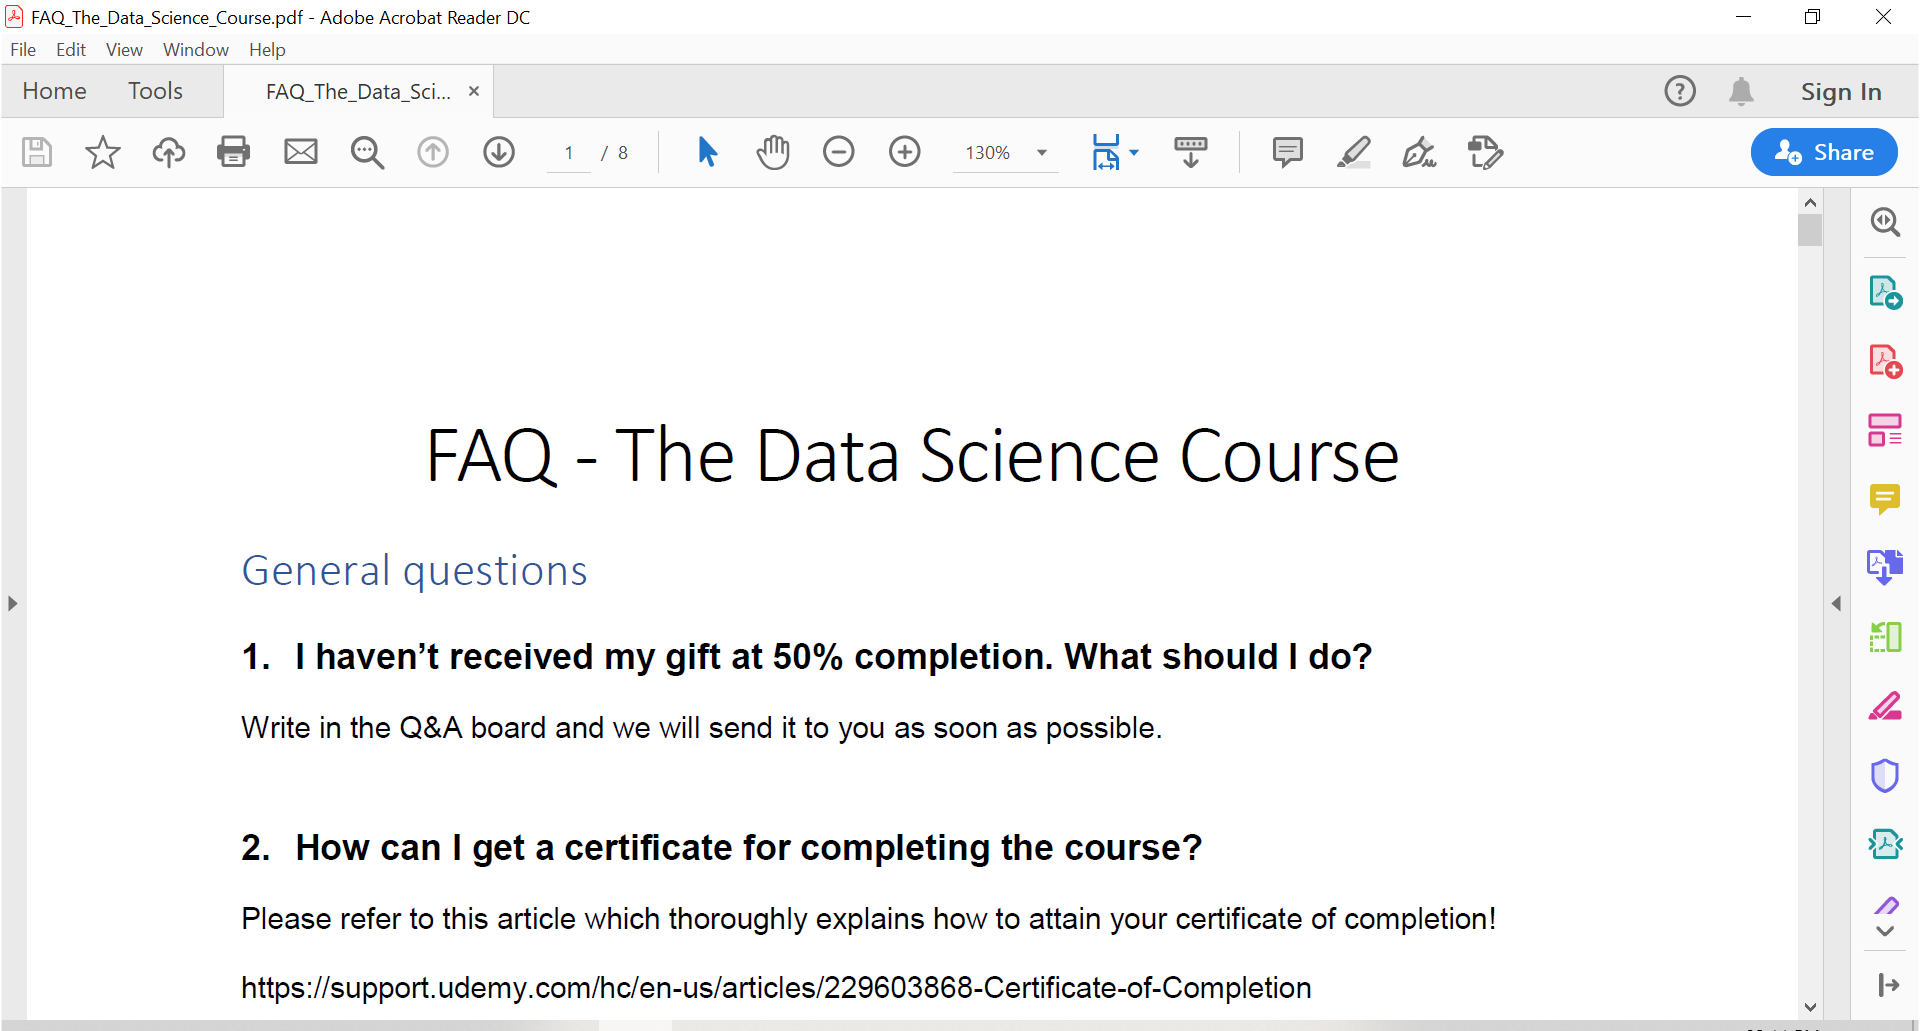 FAQ_The_Data_Science_Course.pdf - Adobe Acrobat Reader DC
File Edit View Window Help
Home Tools FAQ_The_Data_Sci... × ? Sign In
1 / 8 130% Share
FAQ - The Data Science Course
General questions
1. I haven’t received my gift at 50% completion. What should I do?
Write in the Q&A board and we will send it to you as soon as possible.
2. How can I get a certificate for completing the course?
Please refer to this article which thoroughly explains how to attain your certificate of completion!
https://support.udemy.com/hc/en-us/articles/229603868-Certificate-of-Completion